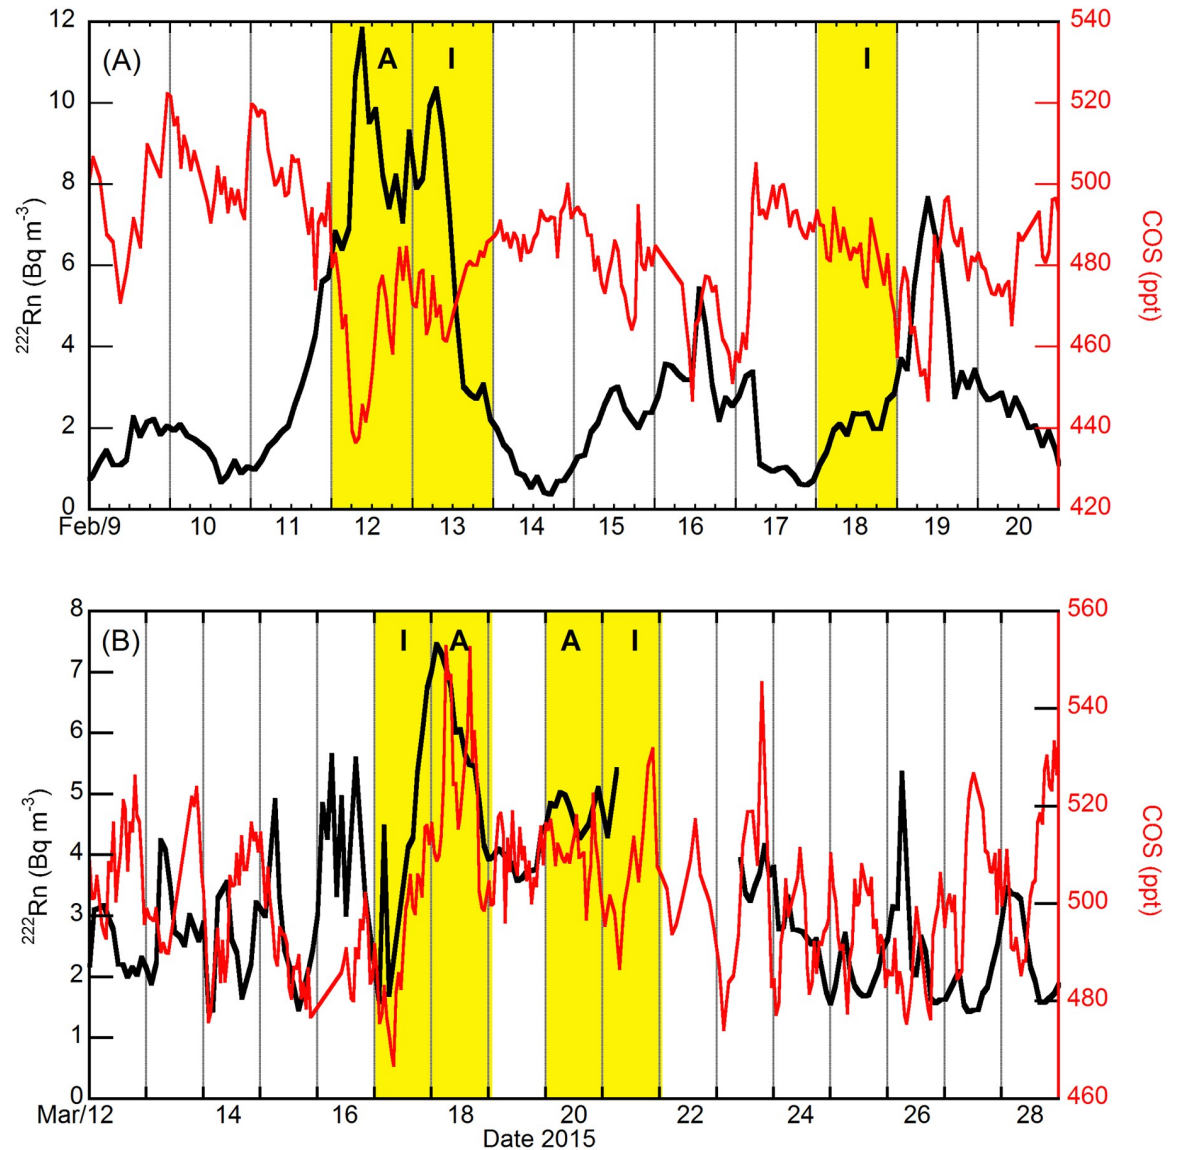 (A)
A
I
I
12
10
8
6
4
2
0
²²²Rn (Bq m⁻³)
540
520
500
480
460
440
420
COS (ppt)
Feb/9 10 11 12 13 14 15 16 17 18 19 20
(B)
I
A
A
I
8
7
6
5
4
3
2
1
0
²²²Rn (Bq m⁻³)
560
540
520
500
480
460
COS (ppt)
Mar/12 14 16 18 20 22 24 26 28
Date 2015